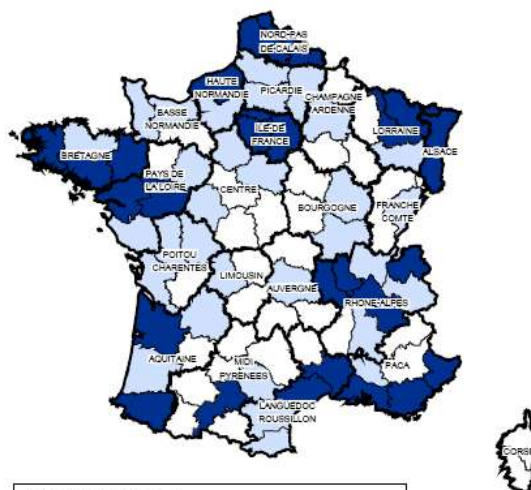 NORD-PAS
DE-CALAIS
HAUTE
NORMANDIE
PICARDIE
CHAMPAGNE
ARDENNE
BASSE
NORMANDIE
ILE-DE
FRANCE
LORRAINE
ALSACE
BRETAGNE
PAYS DE
LA LOIRE
CENTRE
BOURGOGNE
FRANCHE
COMTE
POITOU
CHARENTES
LIMOUSIN
AUVERGNE
RHONE-ALPES
AQUITAINE
MIDI
PYRENEES
PACA
LANGUEDOC
ROUSSILLON
CORSE